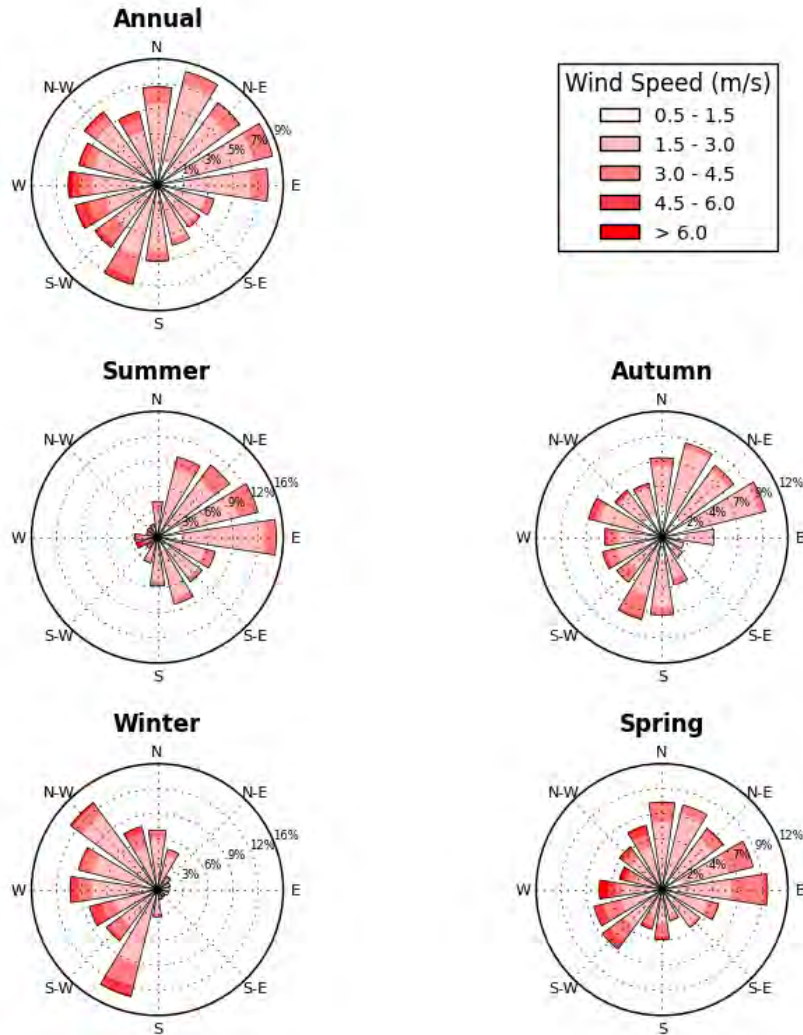 Annual
N
N-W
N-E
9%
7%
5%
3%
1%
W
E
S-W
S-E
S
Wind Speed (m/s)
0.5 - 1.5
1.5 - 3.0
3.0 - 4.5
4.5 - 6.0
> 6.0
Summer
N
N-W
N-E
16%
12%
9%
6%
3%
W
E
S-W
S-E
S
Autumn
N
N-W
N-E
12%
9%
7%
4%
2%
W
E
S-W
S-E
S
Winter
N
N-W
N-E
16%
12%
9%
6%
3%
W
E
S-W
S-E
S
Spring
N
N-W
N-E
12%
9%
7%
4%
2%
W
E
S-W
S-E
S